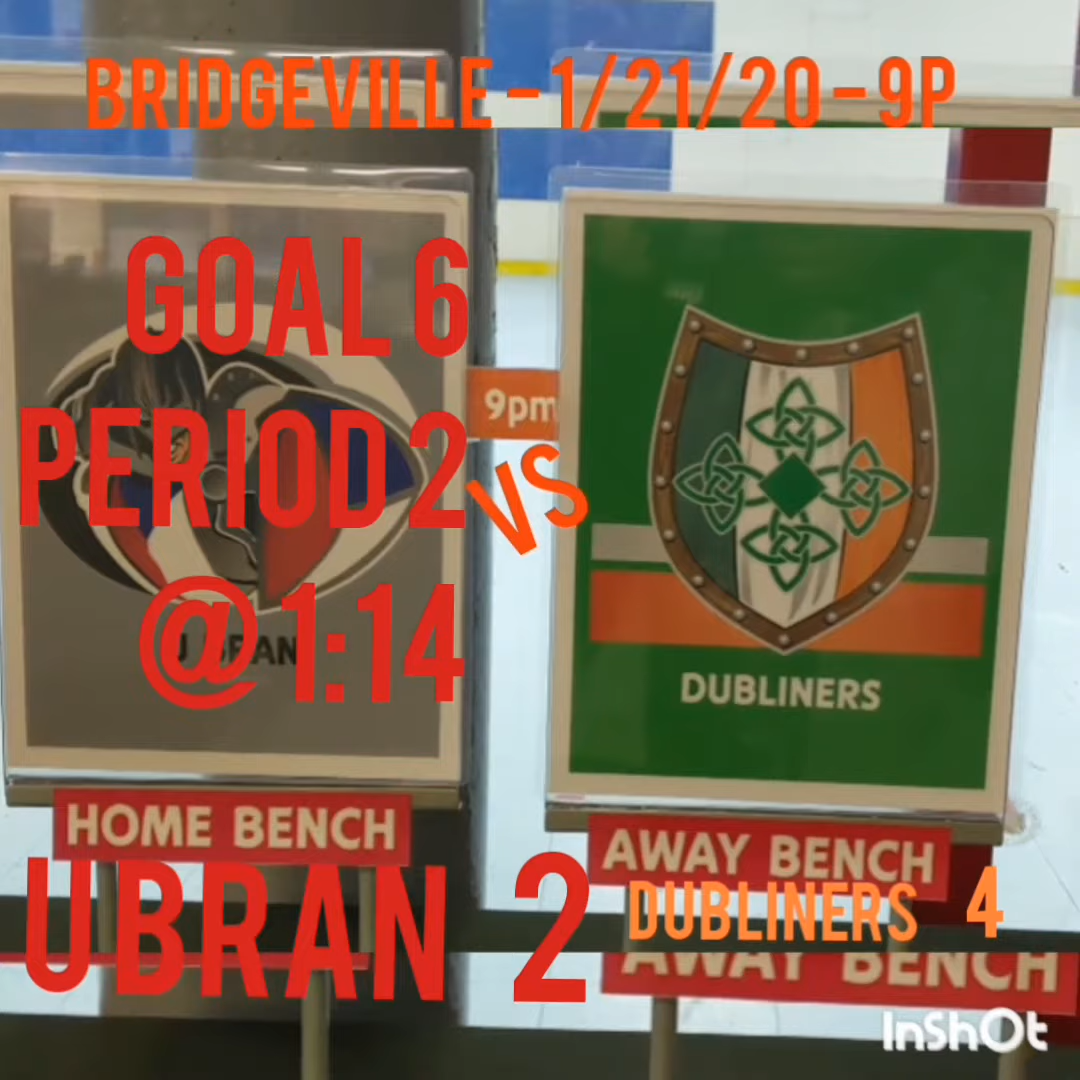 BRIDGEVILLE - 1/21/20 - 9P
GOAL 6
PERIOD 2
@ 1:14
9pm
VS
DUBLINERS
HOME BENCH
AWAY BENCH
UBRAN 2
DUBLINERS 4
AWAY BENCH
InShOt